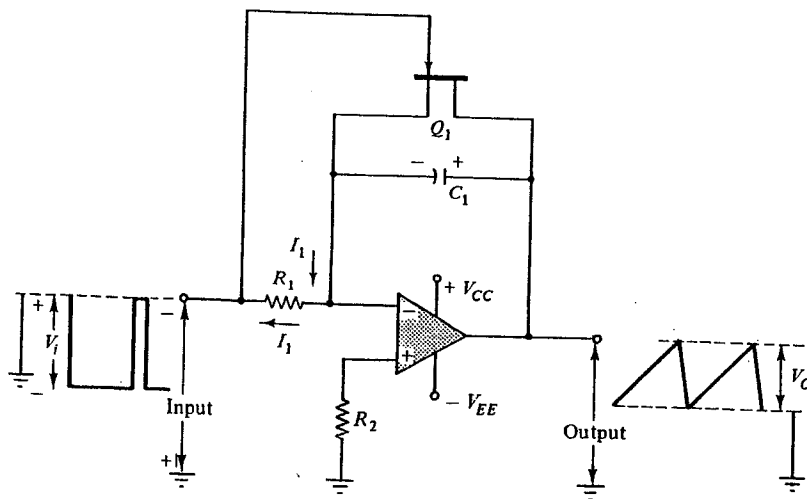 Q1
− +
C1
I1
R1
+ VCC
−
+
−
+
Vi
−
I1
+
− VEE
VO
Input
R2
Output
+